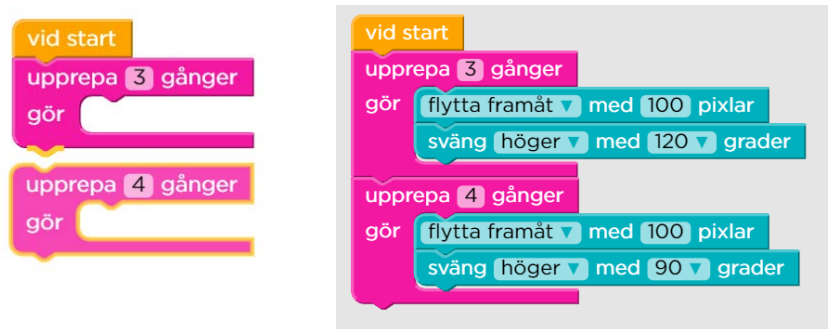 vid start
upprepa 3 gånger
gör
upprepa 4 gånger
gör
vid start
upprepa 3 gånger
gör flytta framåt ▼ med 100 pixlar
sväng höger ▼ med 120 ▼ grader
upprepa 4 gånger
gör flytta framåt ▼ med 100 pixlar
sväng höger ▼ med 90 ▼ grader